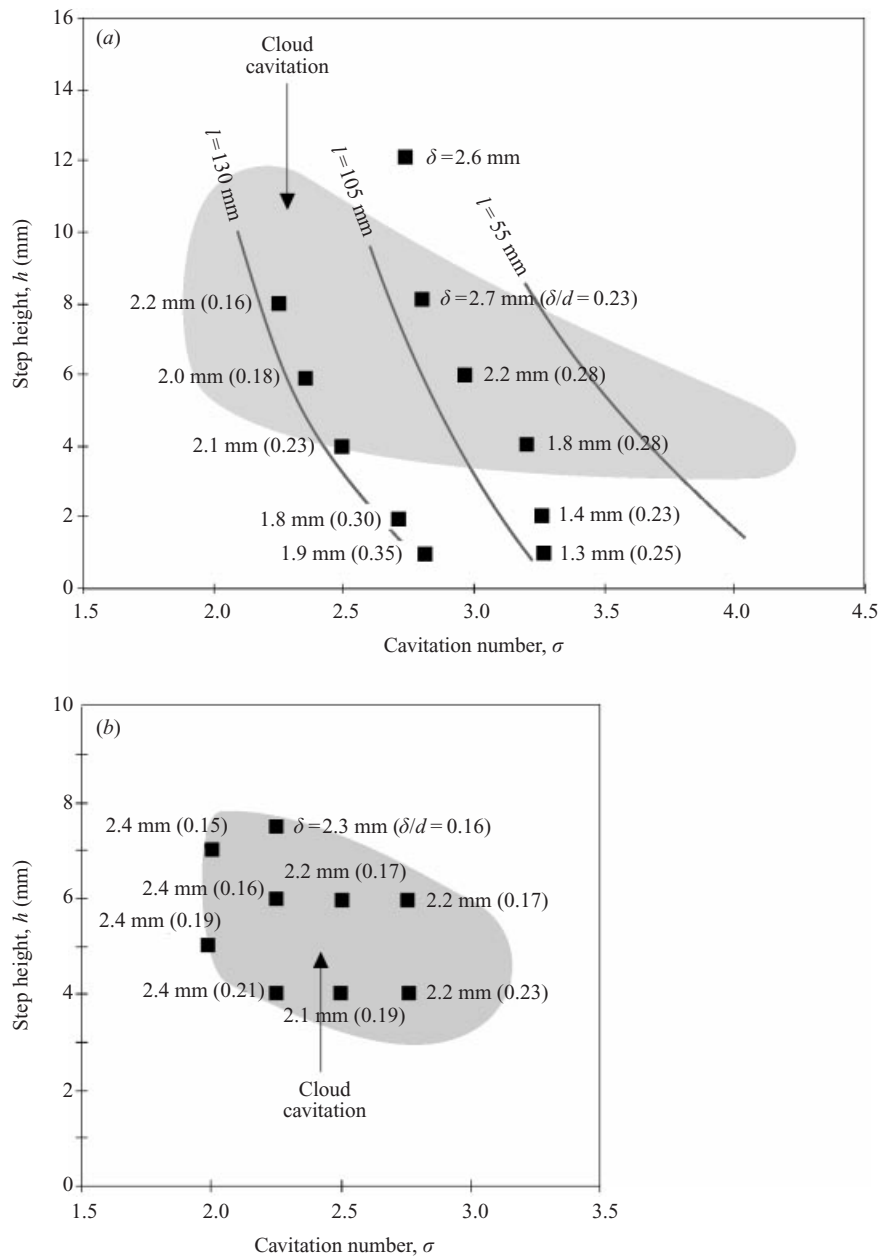 16
(a)
Cloud
cavitation
14
12
δ=2.6 mm
l=130 mm
l=105 mm
l=55 mm
10
Step height, h (mm)
8
2.2 mm (0.16)
δ=2.7 mm (δ/d=0.23)
6
2.0 mm (0.18)
2.2 mm (0.28)
4
2.1 mm (0.23)
1.8 mm (0.28)
2
1.8 mm (0.30)
1.4 mm (0.23)
1.9 mm (0.35)
1.3 mm (0.25)
0
1.5 2.0 2.5 3.0 3.5 4.0 4.5
Cavitation number, σ
10
(b)
8
2.4 mm (0.15)
δ=2.3 mm (δ/d=0.16)
2.2 mm (0.17)
2.4 mm (0.16)
6
2.2 mm (0.17)
2.4 mm (0.19)
Step height, h (mm)
4
2.4 mm (0.21)
2.2 mm (0.23)
2.1 mm (0.19)
2
Cloud
cavitation
0
1.5 2.0 2.5 3.0 3.5
Cavitation number, σ